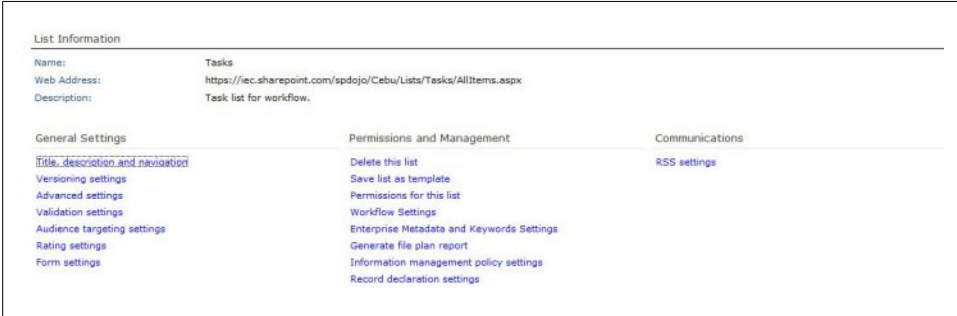 List Information
Name: Tasks
Web Address: https://iec.sharepoint.com/spdojo/Cebu/Lists/Tasks/AllItems.aspx
Description: Task list for workflow.
General Settings
Title, description and navigation
Versioning settings
Advanced settings
Validation settings
Audience targeting settings
Rating settings
Form settings
Permissions and Management
Delete this list
Save list as template
Permissions for this list
Workflow Settings
Enterprise Metadata and Keywords Settings
Generate file plan report
Information management policy settings
Record declaration settings
Communications
RSS settings